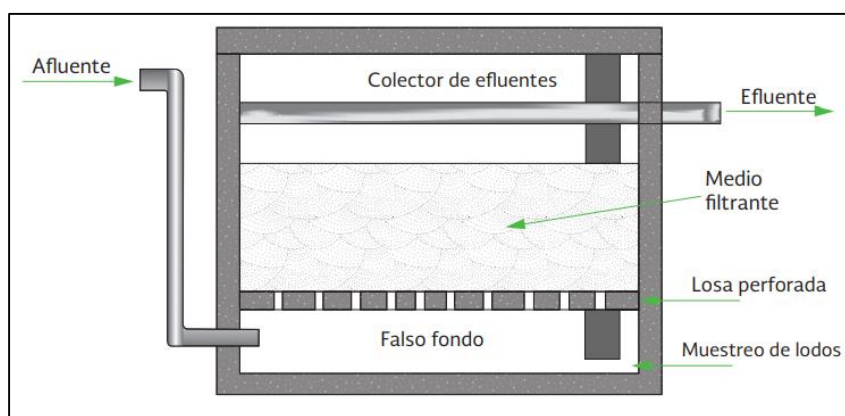 Afluente
Colector de efluentes
Efluente
Medio
filtrante
Losa perforada
Falso fondo
Muestreo de lodos